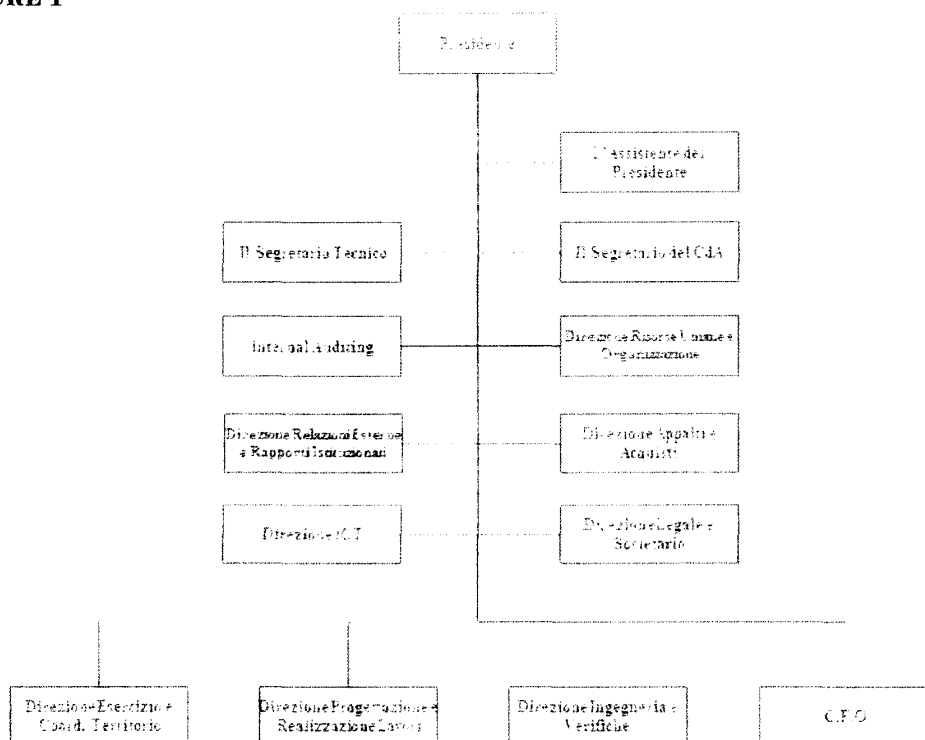 Presidente
L'Assistente del
Presidente
Il Segretario Tecnico
Il Segretario del CdA
Internal Auditing
Direzione Risorse Umane e
Organizzazione
Direzione Relazioni Esterne
e Rapporti Istituzionali
Direzione Appalti e
Acquisti
Direzione ICT
Direzione Legale e
Societario
Direzione Esercizio e
Coord. Territorio
Direzione Progettazione e
Realizzazione Lavori
Direzione Ingegneria e
Verifiche
C.F.O